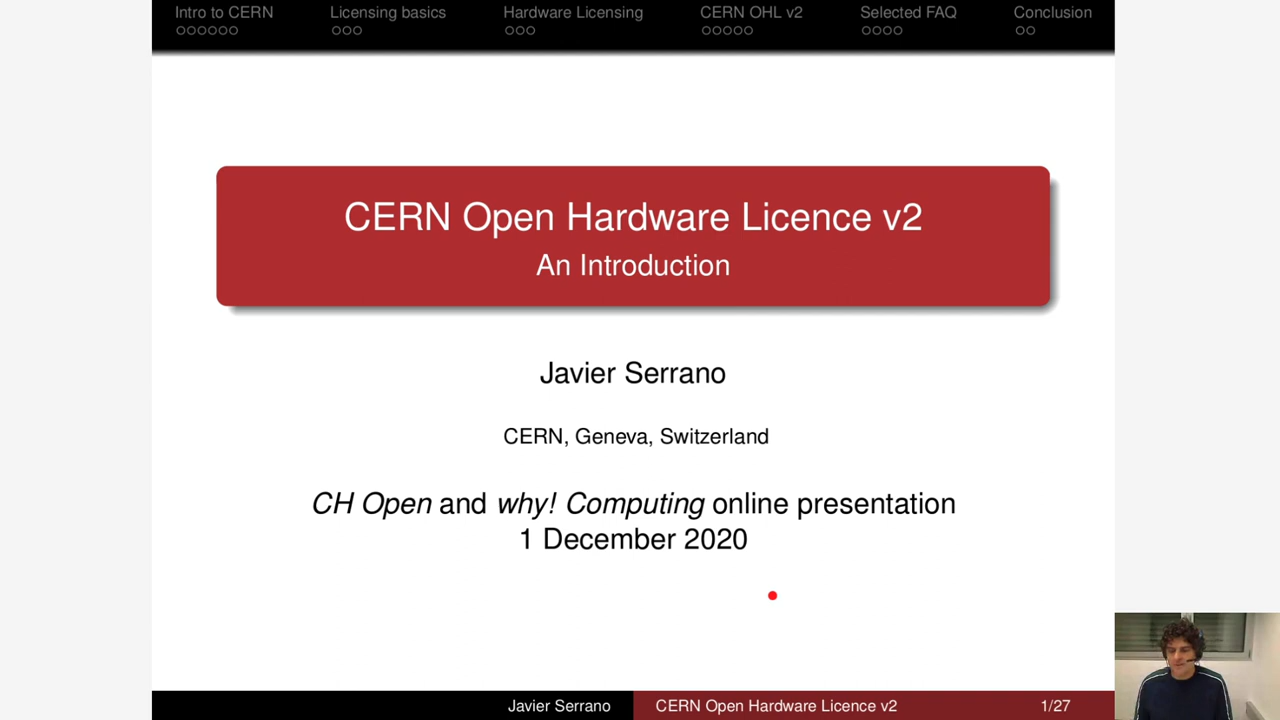 Intro to CERN Licensing basics Hardware Licensing CERN OHL v2 Selected FAQ Conclusion
CERN Open Hardware Licence v2
An Introduction
Javier Serrano
CERN, Geneva, Switzerland
CH Open and why! Computing online presentation
1 December 2020
Javier Serrano CERN Open Hardware Licence v2 1/27